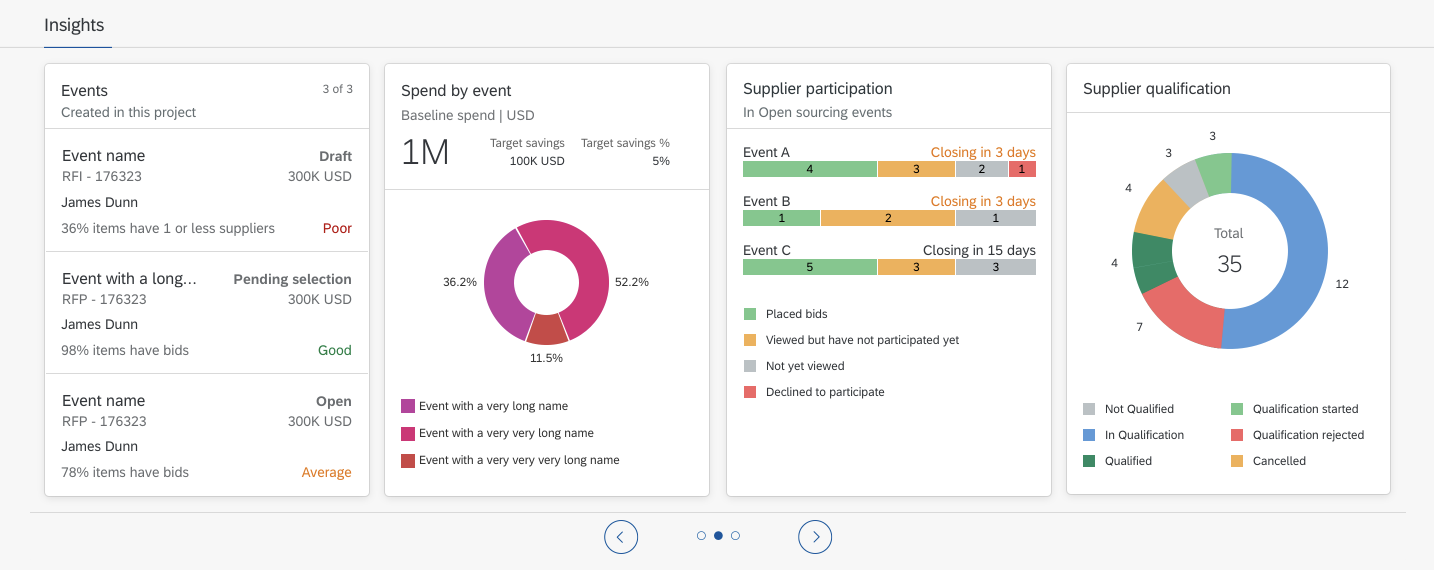 Insights
Events
3 of 3
Created in this project
Event name
Draft
RFI - 176323
300K USD
James Dunn
36% items have 1 or less suppliers
Poor
Event with a long...
Pending selection
RFP - 176323
300K USD
James Dunn
98% items have bids
Good
Event name
Open
RFP - 176323
300K USD
James Dunn
78% items have bids
Average
Spend by event
Baseline spend | USD
1M
Target savings
100K USD
Target savings %
5%
36.2%
52.2%
11.5%
Event with a very long name
Event with a very very long name
Event with a very very very long name
Supplier participation
In Open sourcing events
Event A
Closing in 3 days
4
3
2
1
Event B
Closing in 3 days
1
2
1
Event C
Closing in 15 days
5
3
3
Placed bids
Viewed but have not participated yet
Not yet viewed
Declined to participate
Supplier qualification
3
3
4
4
7
12
Total
35
Not Qualified
Qualification started
In Qualification
Qualification rejected
Qualified
Cancelled